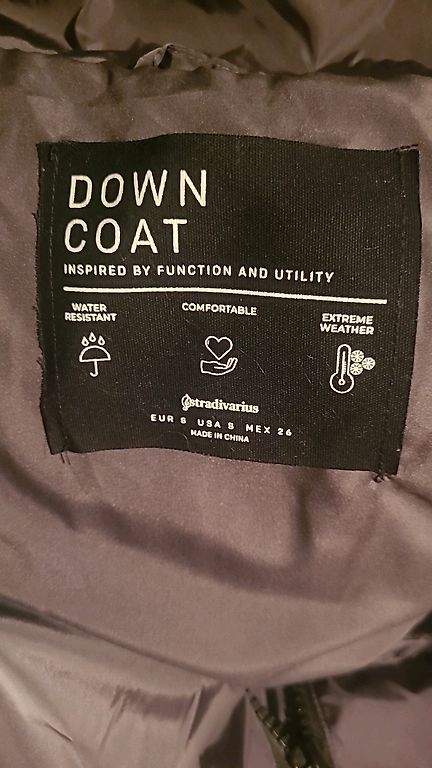 DOWN
COAT
INSPIRED BY FUNCTION AND UTILITY
WATER
RESISTANT
COMFORTABLE
EXTREME
WEATHER
stradivarius
EUR S USA S MEX 26
MADE IN CHINA